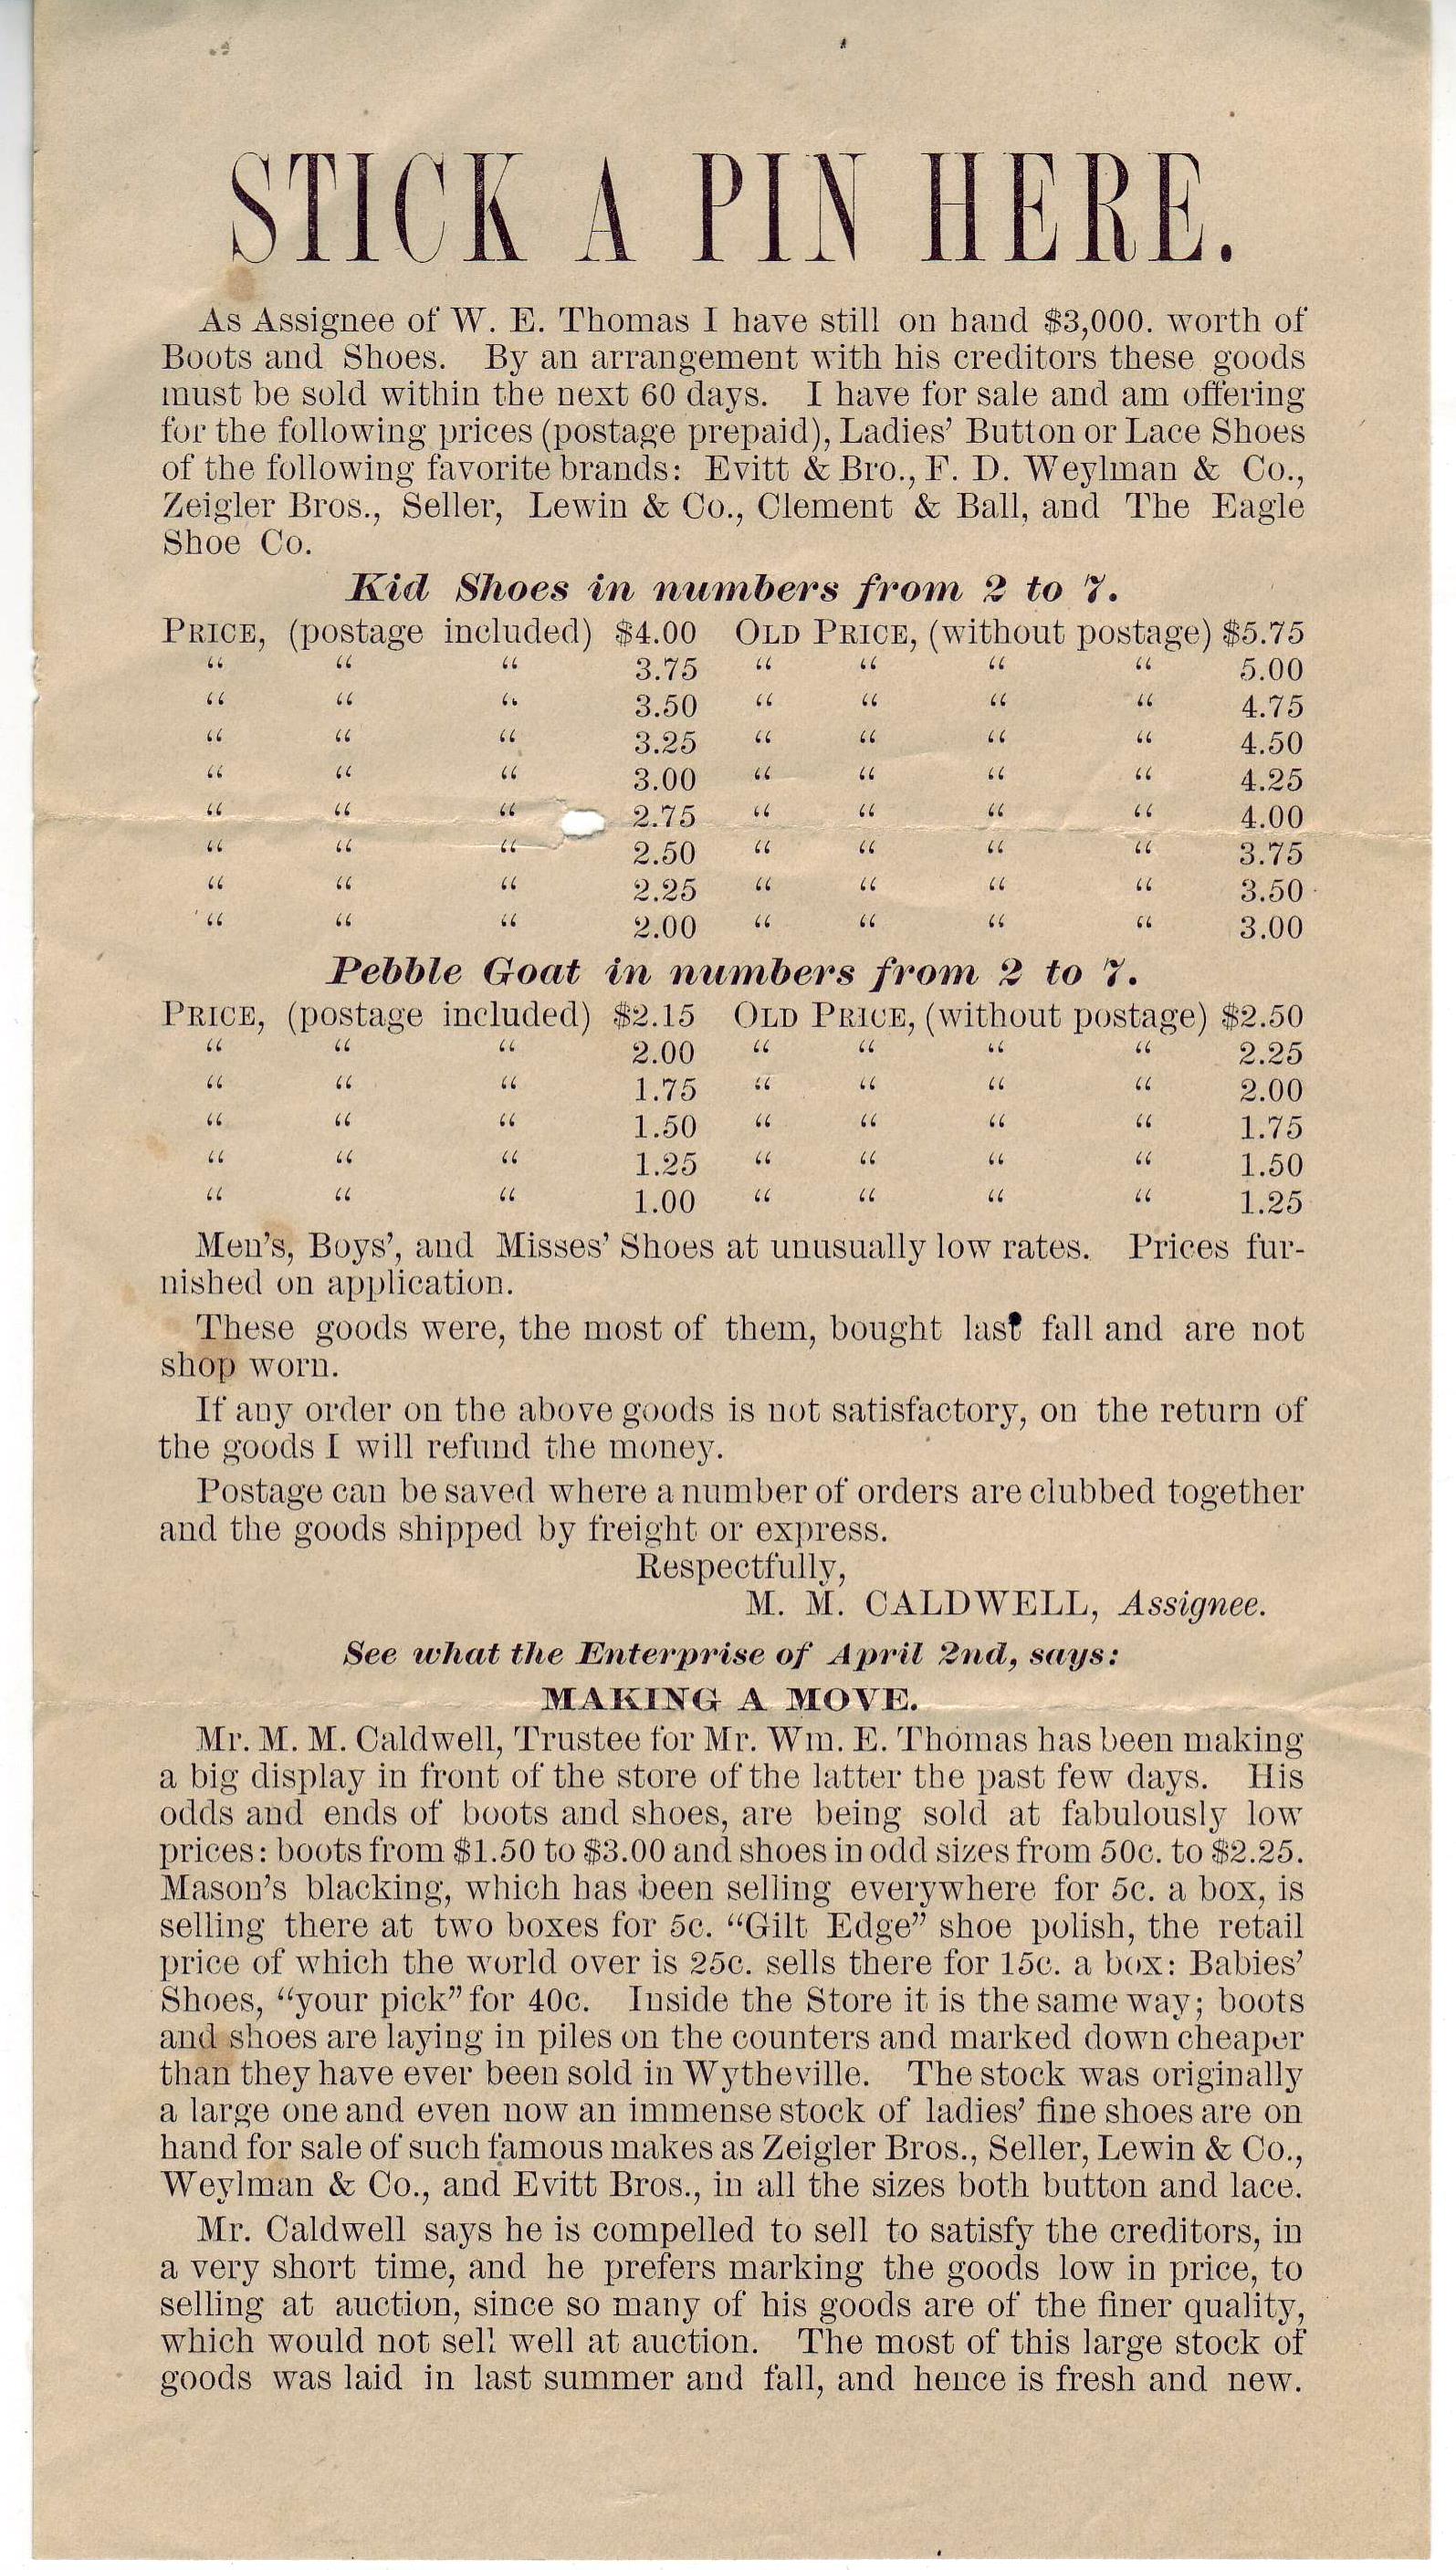 STICK A PIN HERE.
As Assignee of W. E. Thomas I have still on hand $3,000. worth of
Boots and Shoes. By an arrangement with his creditors these goods
must be sold within the next 60 days. I have for sale and am offering
for the following prices (postage prepaid), Ladies' Button or Lace Shoes
of the following favorite brands: Evitt & Bro., F. D. Weylman & Co.,
Zeigler Bros., Seller, Lewin & Co., Clement & Ball, and The Eagle
Shoe Co.
Kid Shoes in numbers from 2 to 7.
PRICE, (postage included) $4.00 OLD PRICE, (without postage) $5.75
“ “ “ 3.75 “ “ “ “ 5.00
“ “ “ 3.50 “ “ “ “ 4.75
“ “ “ 3.25 “ “ “ “ 4.50
“ “ “ 3.00 “ “ “ “ 4.25
“ “ “ 2.75 “ “ “ “ 4.00
“ “ “ 2.50 “ “ “ “ 3.75
“ “ “ 2.25 “ “ “ “ 3.50
“ “ “ 2.00 “ “ “ “ 3.00
Pebble Goat in numbers from 2 to 7.
PRICE, (postage included) $2.15 OLD PRICE, (without postage) $2.50
“ “ “ 2.00 “ “ “ “ 2.25
“ “ “ 1.75 “ “ “ “ 2.00
“ “ “ 1.50 “ “ “ “ 1.75
“ “ “ 1.25 “ “ “ “ 1.50
“ “ “ 1.00 “ “ “ “ 1.25
Men's, Boys', and Misses' Shoes at unusually low rates. Prices fur-
nished on application.
These goods were, the most of them, bought last fall and are not
shop worn.
If any order on the above goods is not satisfactory, on the return of
the goods I will refund the money.
Postage can be saved where a number of orders are clubbed together
and the goods shipped by freight or express.
Respectfully,
M. M. CALDWELL, Assignee.
See what the Enterprise of April 2nd, says:
MAKING A MOVE.
Mr. M. M. Caldwell, Trustee for Mr. Wm. E. Thomas has been making
a big display in front of the store of the latter the past few days. His
odds and ends of boots and shoes, are being sold at fabulously low
prices: boots from $1.50 to $3.00 and shoes in odd sizes from 50c. to $2.25.
Mason's blacking, which has been selling everywhere for 5c. a box, is
selling there at two boxes for 5c. “Gilt Edge” shoe polish, the retail
price of which the world over is 25c. sells there for 15c. a box: Babies'
Shoes, “your pick” for 40c. Inside the Store it is the same way; boots
and shoes are laying in piles on the counters and marked down cheaper
than they have ever been sold in Wytheville. The stock was originally
a large one and even now an immense stock of ladies' fine shoes are on
hand for sale of such famous makes as Zeigler Bros., Seller, Lewin & Co.,
Weylman & Co., and Evitt Bros., in all the sizes both button and lace.
Mr. Caldwell says he is compelled to sell to satisfy the creditors, in
a very short time, and he prefers marking the goods low in price, to
selling at auction, since so many of his goods are of the finer quality,
which would not sell well at auction. The most of this large stock of
goods was laid in last summer and fall, and hence is fresh and new.